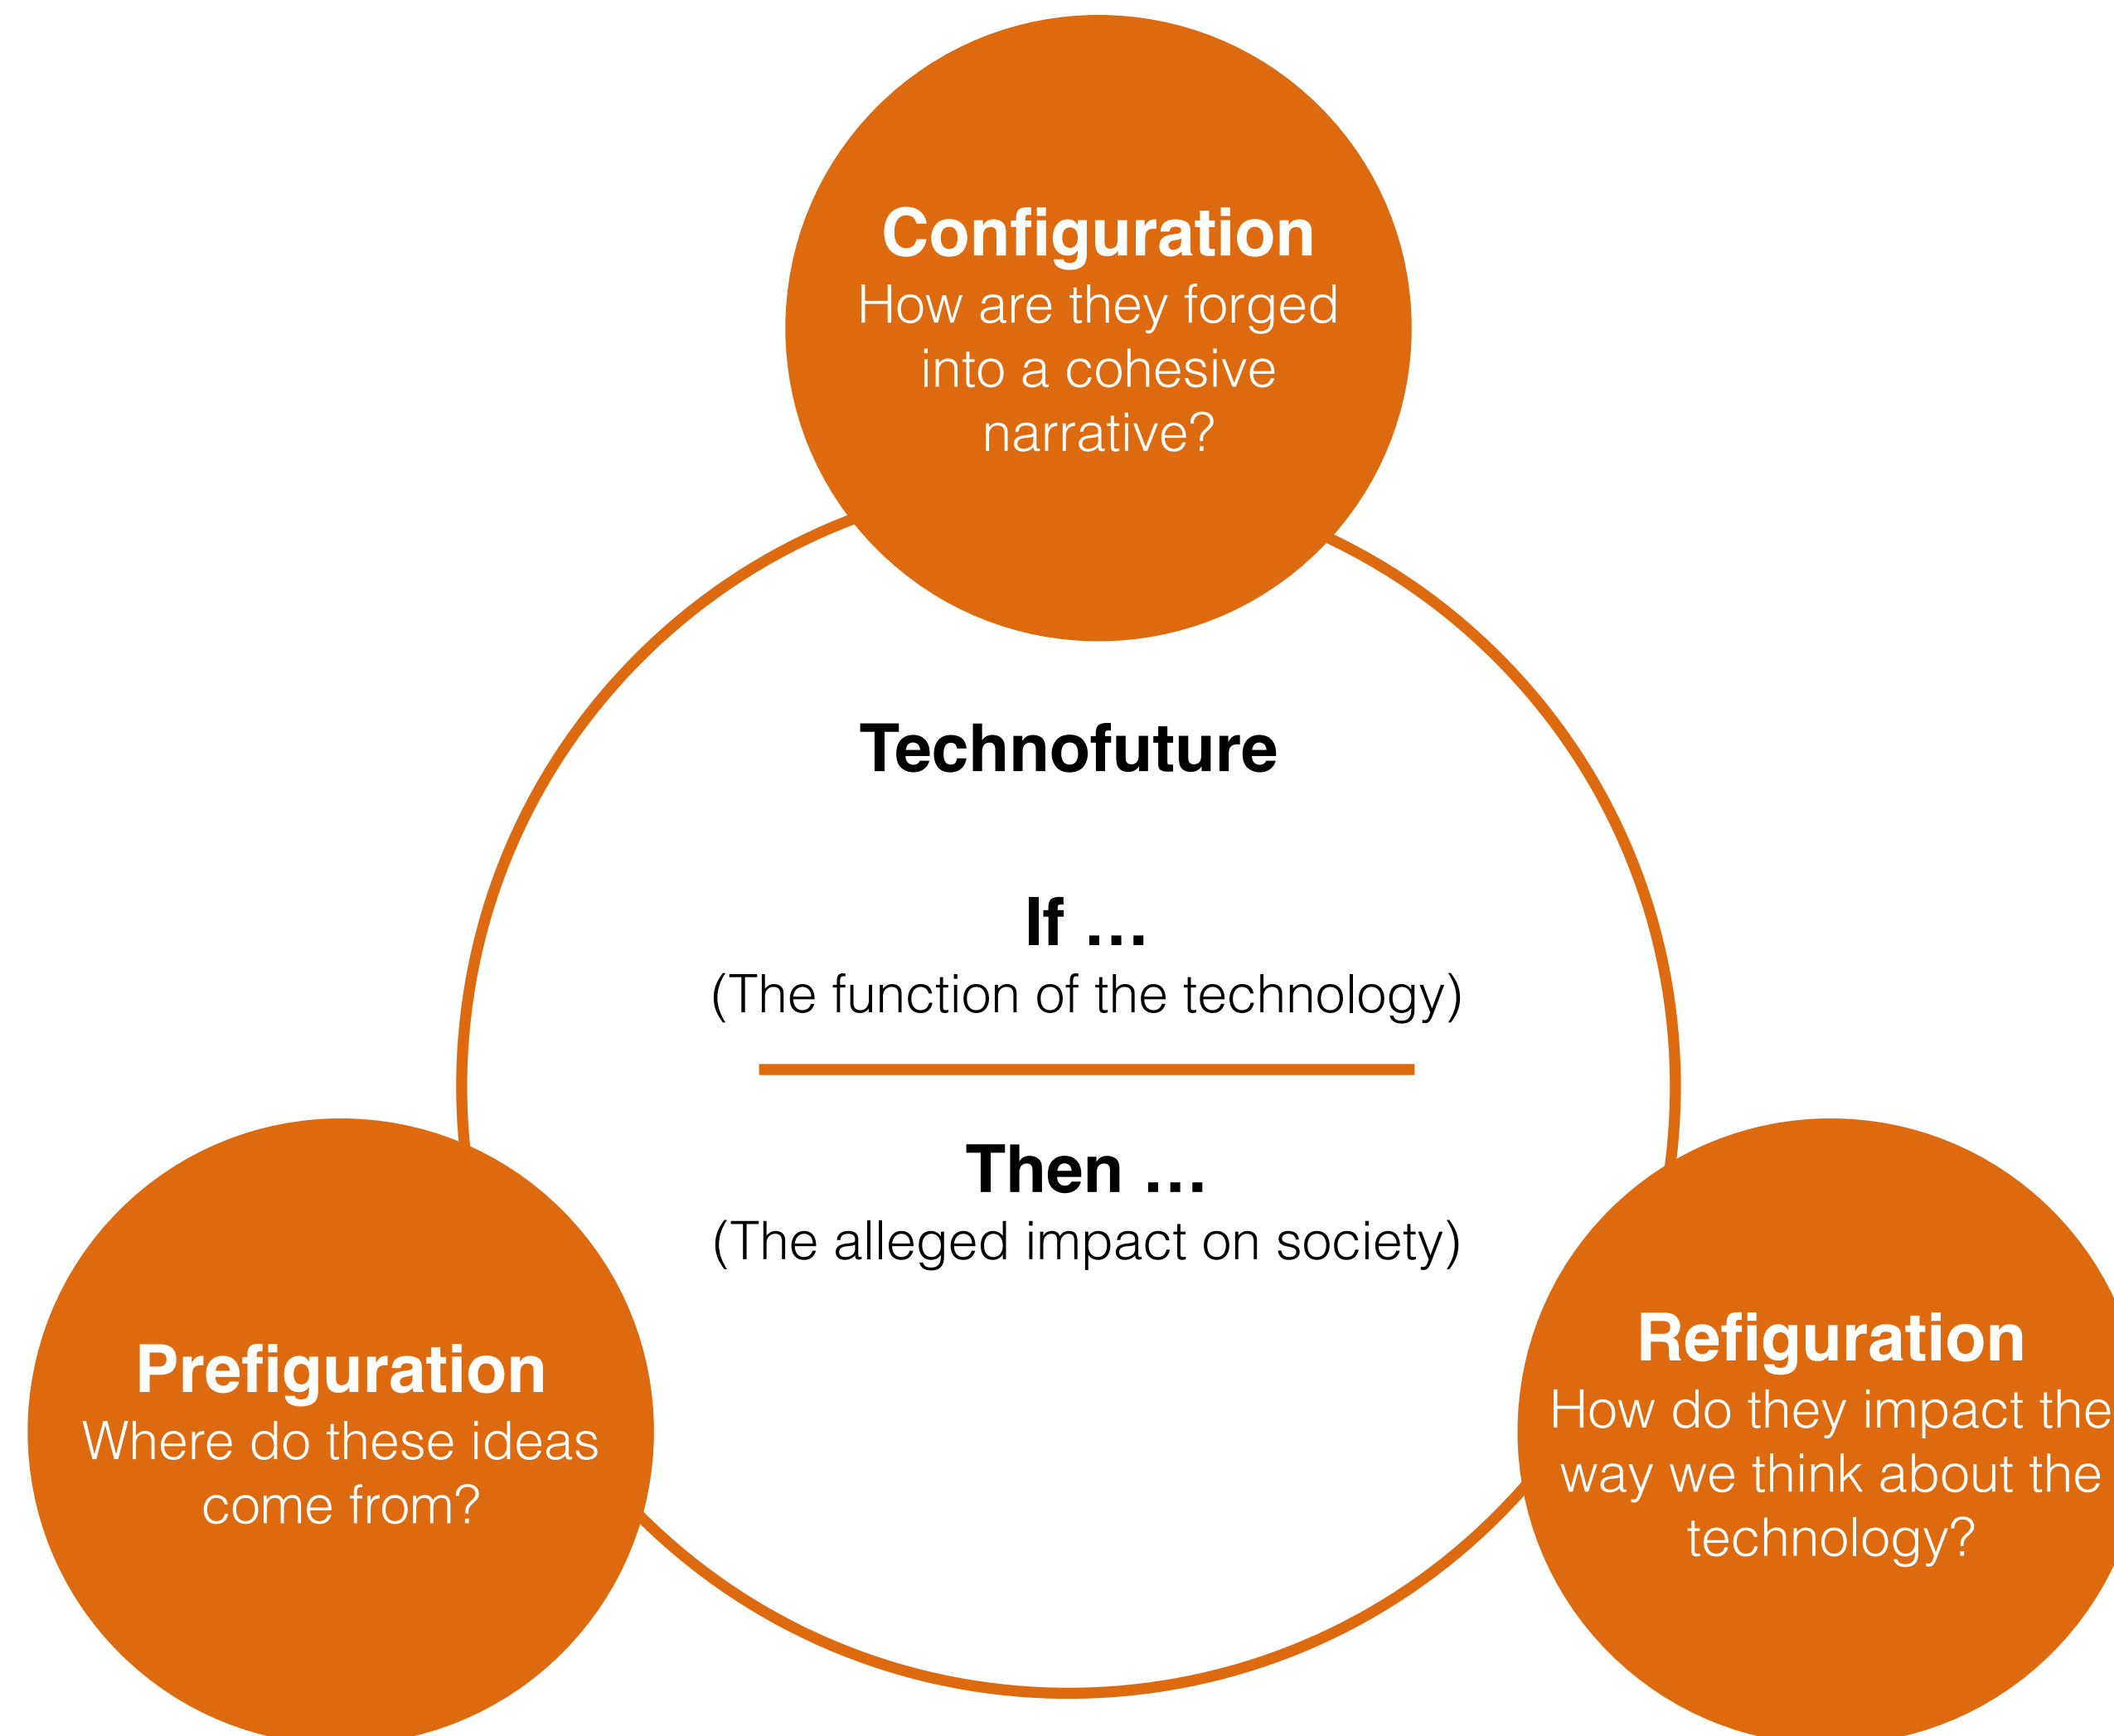 Configuration
How are they forged
into a cohesive
narrative?
Technofuture
If ...
(The function of the technology)
Then ...
(The alleged impact on society)
Prefiguration
Where do these ideas
come from?
Refiguration
How do they impact the
way we think about the
technology?